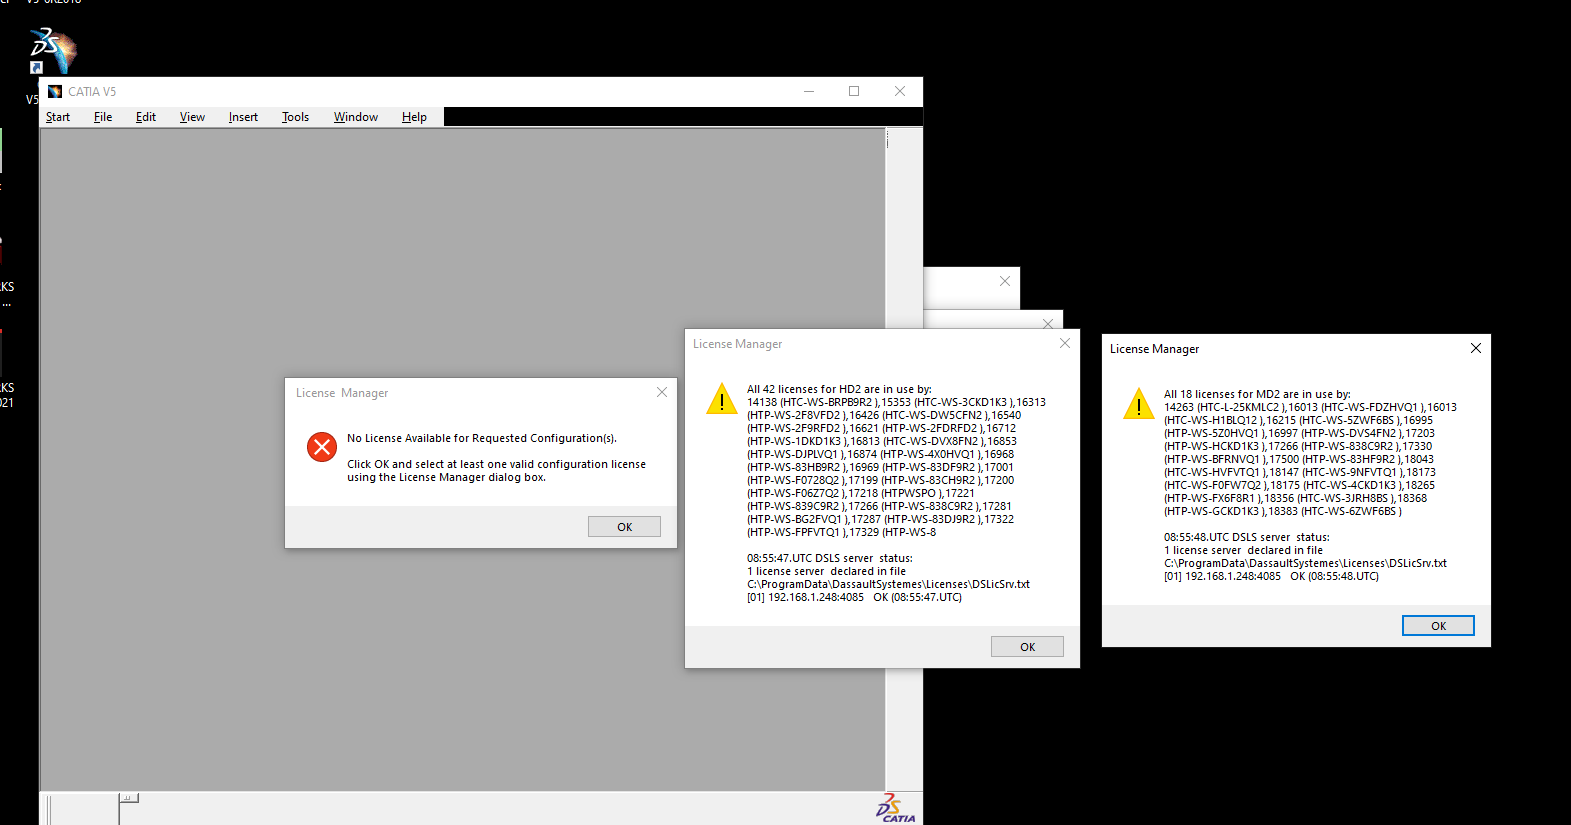 V5-6R2018
V5
CATIA V5
Start File Edit View Insert Tools Window Help
KS
...
KS
021
License Manager
No License Available for Requested Configuration(s).
Click OK and select at least one valid configuration license
using the License Manager dialog box.
OK
License Manager
All 42 licenses for HD2 are in use by:
14138 (HTC-WS-BRPB9R2 ),15353 (HTC-WS-3CKD1K3 ),16313
(HTP-WS-2F8VFD2 ),16426 (HTC-WS-DW5CFN2 ),16540
(HTP-WS-2F9RFD2 ),16621 (HTP-WS-2FDRFD2 ),16712
(HTP-WS-1DKD1K3 ),16813 (HTC-WS-DVX8FN2 ),16853
(HTP-WS-DJPLVQ1 ),16874 (HTP-WS-4X0HVQ1 ),16968
(HTP-WS-83HB9R2 ),16969 (HTP-WS-83DF9R2 ),17001
(HTP-WS-F0728Q2 ),17199 (HTP-WS-83CH9R2 ),17200
(HTP-WS-F06Z7Q2 ),17218 (HTPWSPO ),17221
(HTP-WS-839C9R2 ),17266 (HTP-WS-838C9R2 ),17281
(HTP-WS-BG2FVQ1 ),17287 (HTP-WS-83DJ9R2 ),17322
(HTP-WS-FPFVTQ1 ),17329 (HTP-WS-8
08:55:47.UTC DSLS server status:
1 license server declared in file
C:\ProgramData\DassaultSystemes\Licenses\DSLicSrv.txt
[01] 192.168.1.248:4085 OK (08:55:47.UTC)
OK
License Manager
All 18 licenses for MD2 are in use by:
14263 (HTC-L-25KMLC2 ),16013 (HTC-WS-FDZHVQ1 ),16013
(HTC-WS-H1BLQ12 ),16215 (HTC-WS-5ZWF6BS ),16995
(HTP-WS-5Z0HVQ1 ),16997 (HTP-WS-DVS4FN2 ),17203
(HTP-WS-HCKD1K3 ),17266 (HTP-WS-838C9R2 ),17330
(HTP-WS-BFRNVQ1 ),17500 (HTP-WS-83HF9R2 ),18043
(HTC-WS-HVFVTQ1 ),18147 (HTC-WS-9NFVTQ1 ),18173
(HTC-WS-F0FW7Q2 ),18175 (HTC-WS-4CKD1K3 ),18265
(HTP-WS-FX6F8R1 ),18356 (HTC-WS-3JRH8BS ),18368
(HTP-WS-GCKD1K3 ),18383 (HTC-WS-6ZWF6BS )
08:55:48.UTC DSLS server status:
1 license server declared in file
C:\ProgramData\DassaultSystemes\Licenses\DSLicSrv.txt
[01] 192.168.1.248:4085 OK (08:55:48.UTC)
OK
CATIA